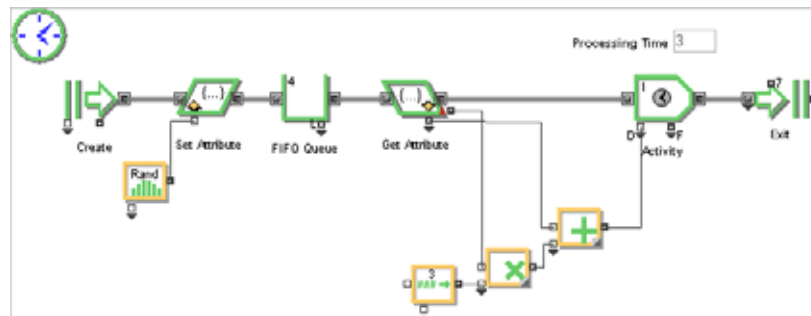 Processing Time 3
(...)
4
(...)
1
7
Create
Set Attribute
L
FIFO Queue
Get Attribute
D
F
Activity
Exit
Rand
3